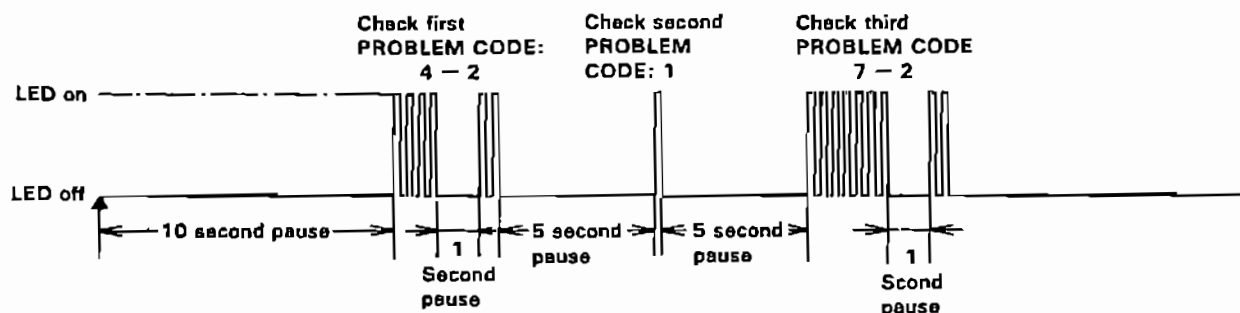 Check first
PROBLEM CODE:
4 — 2
Check second
PROBLEM
CODE: 1
Check third
PROBLEM CODE
7 — 2
LED on
LED off
10 second pause
1
Second
pause
5 second
pause
5 second
pause
1
Scond
pause